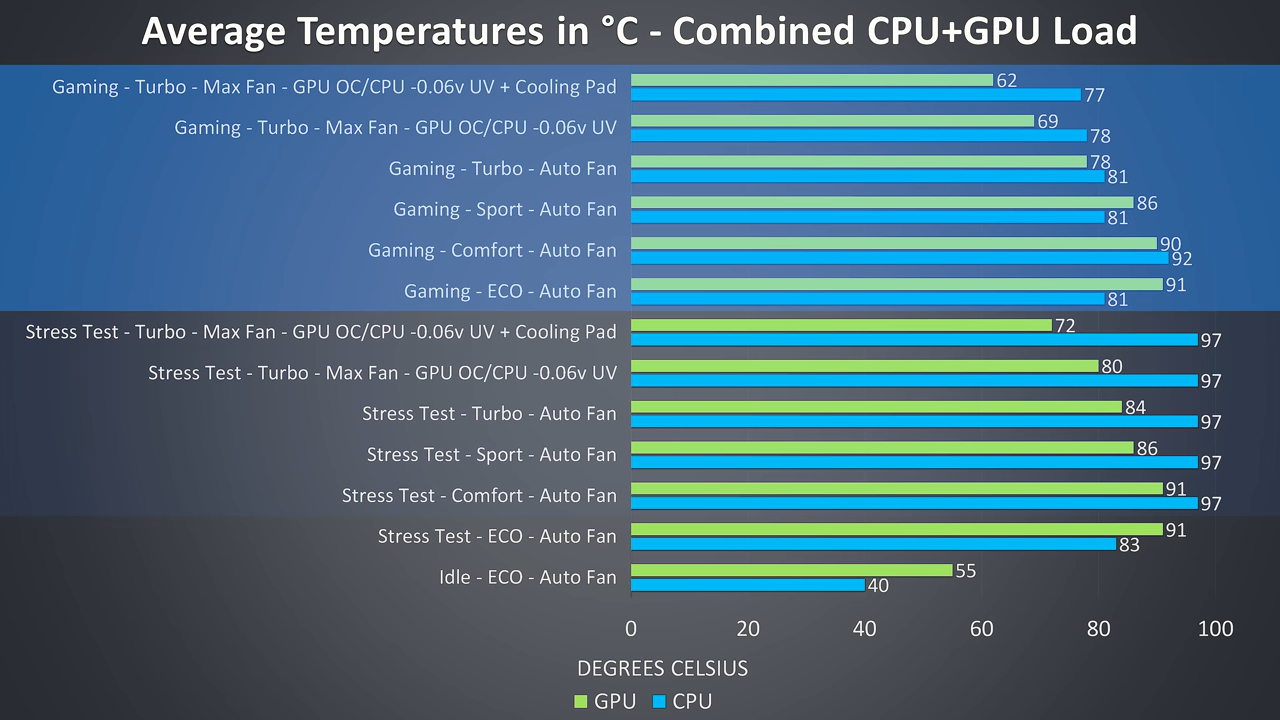 Average Temperatures in °C - Combined CPU+GPU Load
Gaming - Turbo - Max Fan - GPU OC/CPU -0.06v UV + Cooling Pad
62
77
Gaming - Turbo - Max Fan - GPU OC/CPU -0.06v UV
69
78
Gaming - Turbo - Auto Fan
78
81
Gaming - Sport - Auto Fan
86
81
Gaming - Comfort - Auto Fan
90
92
Gaming - ECO - Auto Fan
91
81
Stress Test - Turbo - Max Fan - GPU OC/CPU -0.06v UV + Cooling Pad
72
97
Stress Test - Turbo - Max Fan - GPU OC/CPU -0.06v UV
80
97
Stress Test - Turbo - Auto Fan
84
97
Stress Test - Sport - Auto Fan
86
97
Stress Test - Comfort - Auto Fan
91
97
Stress Test - ECO - Auto Fan
91
83
Idle - ECO - Auto Fan
55
40
0 20 40 60 80 100
DEGREES CELSIUS
GPU CPU